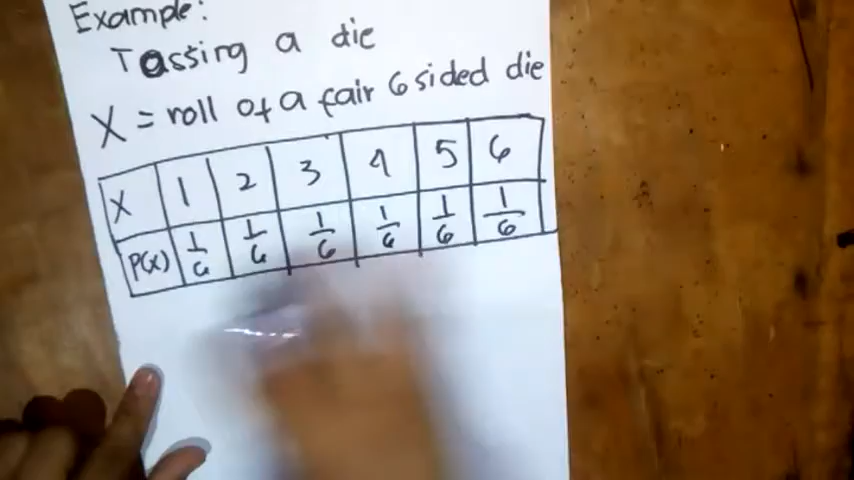 Example:
Tossing a die
X = roll of a fair 6 sided die
X 1 2 3 4 5 6
P(X) 1/6 1/6 1/6 1/6 1/6 1/6